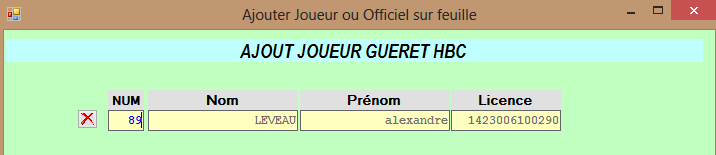 Ajouter Joueur ou Officiel sur feuille
AJOUT JOUEUR GUERET HBC
NUM Nom Prénom Licence
89 LEVEAU alexandre 1423006100290